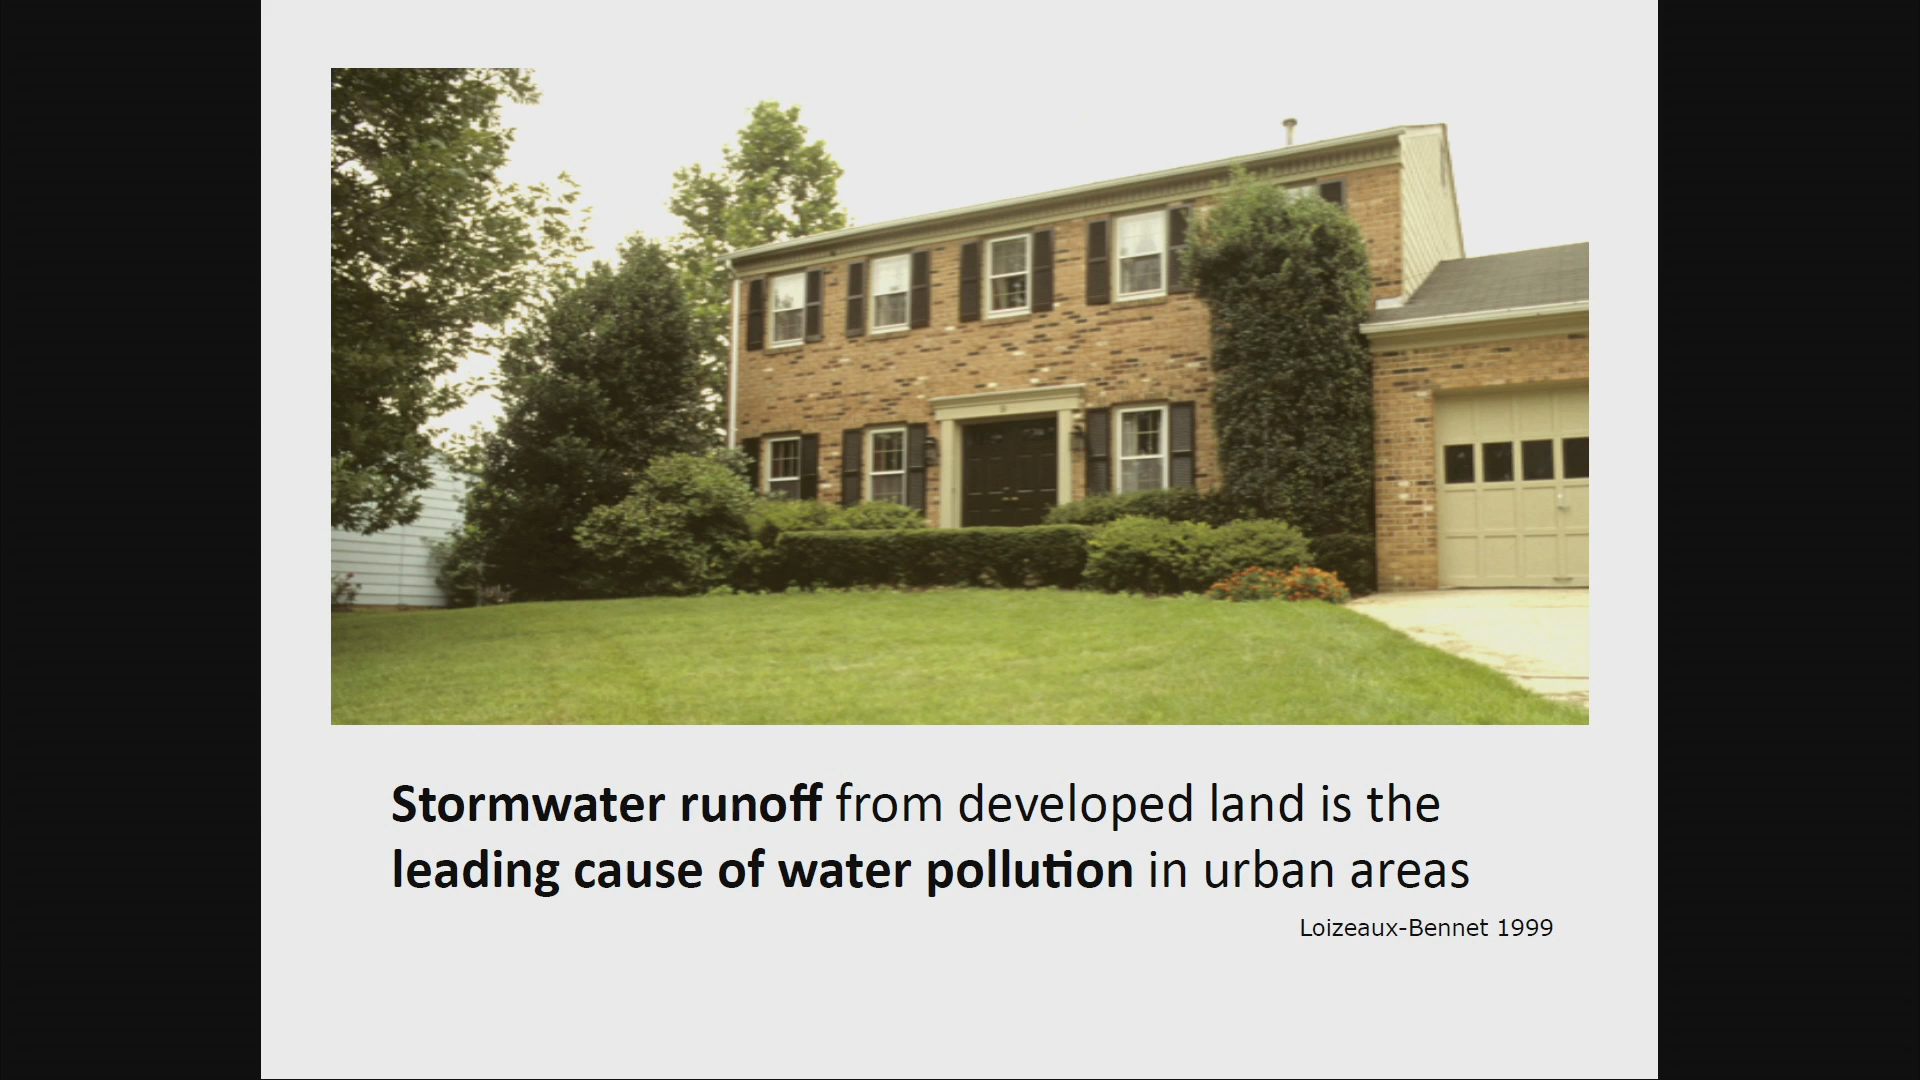 Stormwater runoff from developed land is the
leading cause of water pollution in urban areas
Loizeaux-Bennet 1999